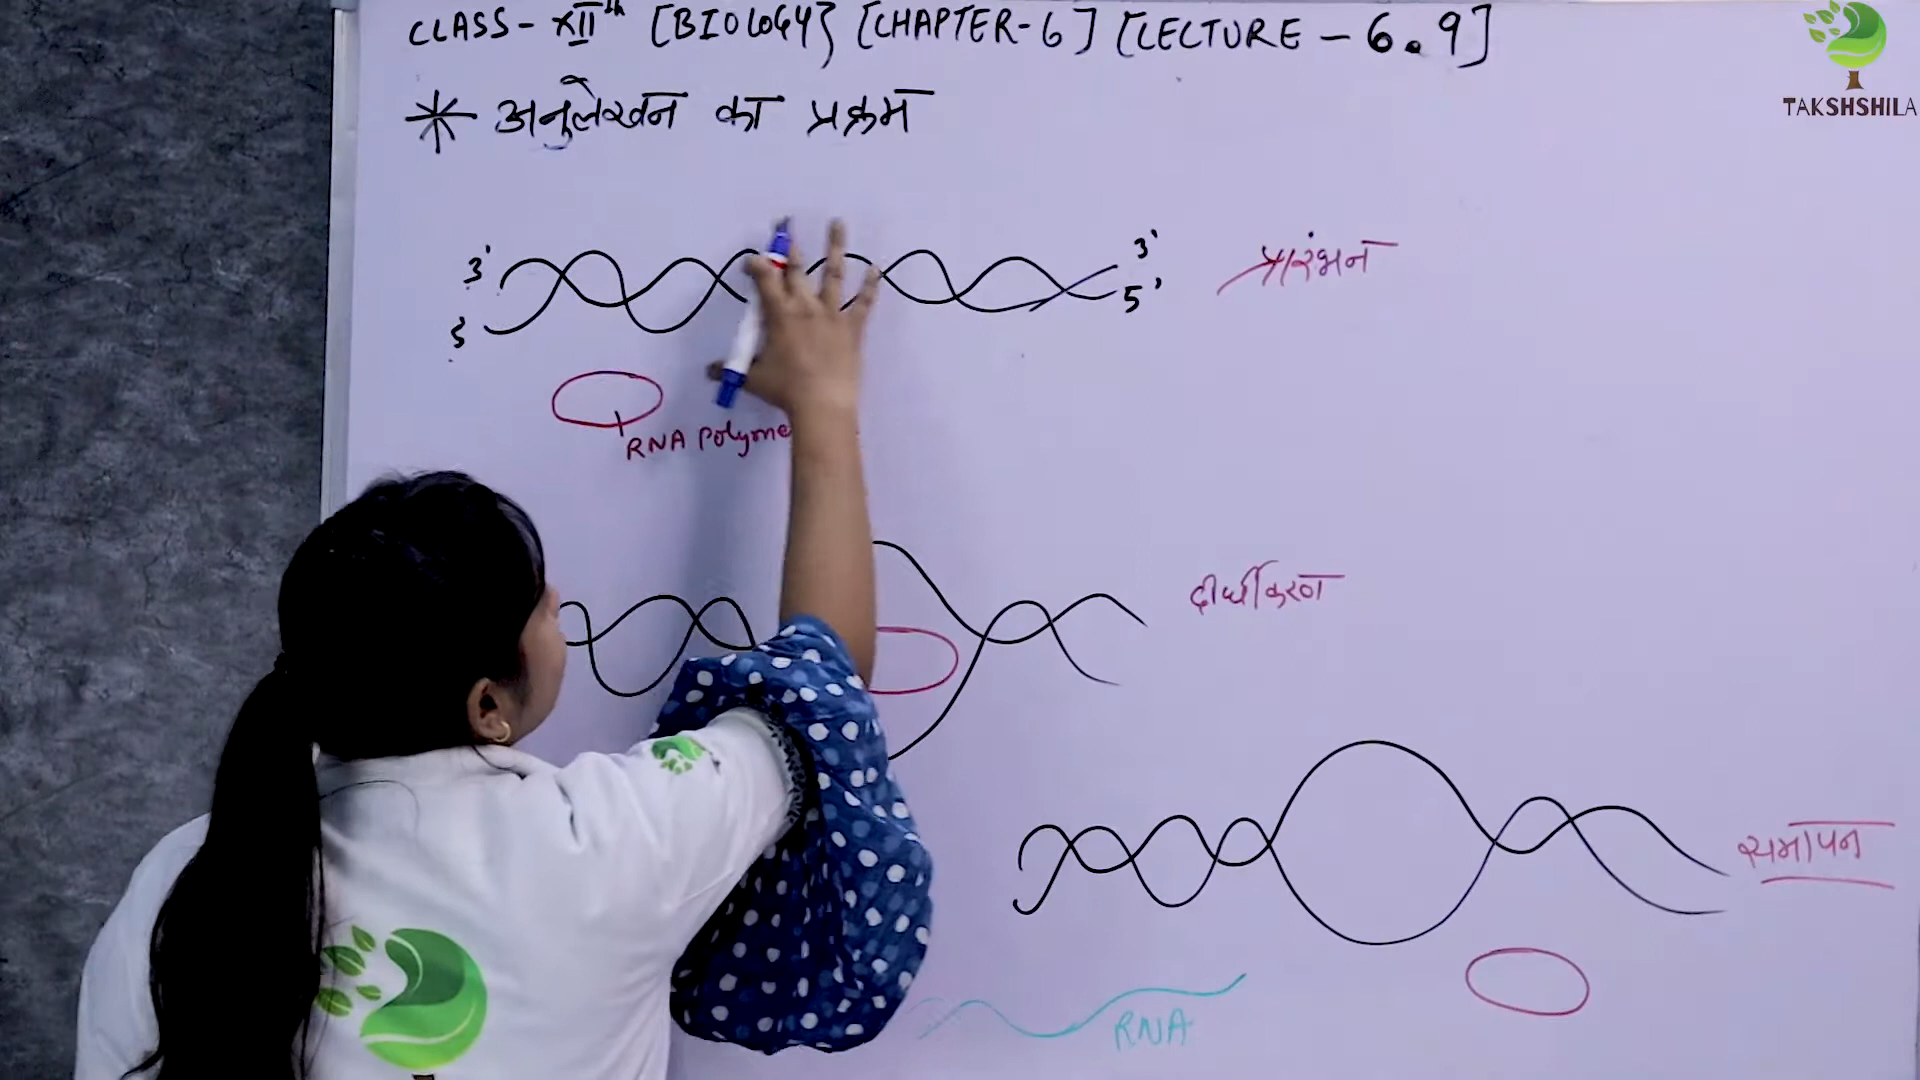 CLASS - XIIth [BIOLOGY} [CHAPTER-6] [LECTURE - 6.9]
TAKSHSHILA
* अनुलेखन का प्रक्रम
3' 3'
5' 5'
प्रारंभन
RNA polyme
दीर्घीकरण
समापन
RNA